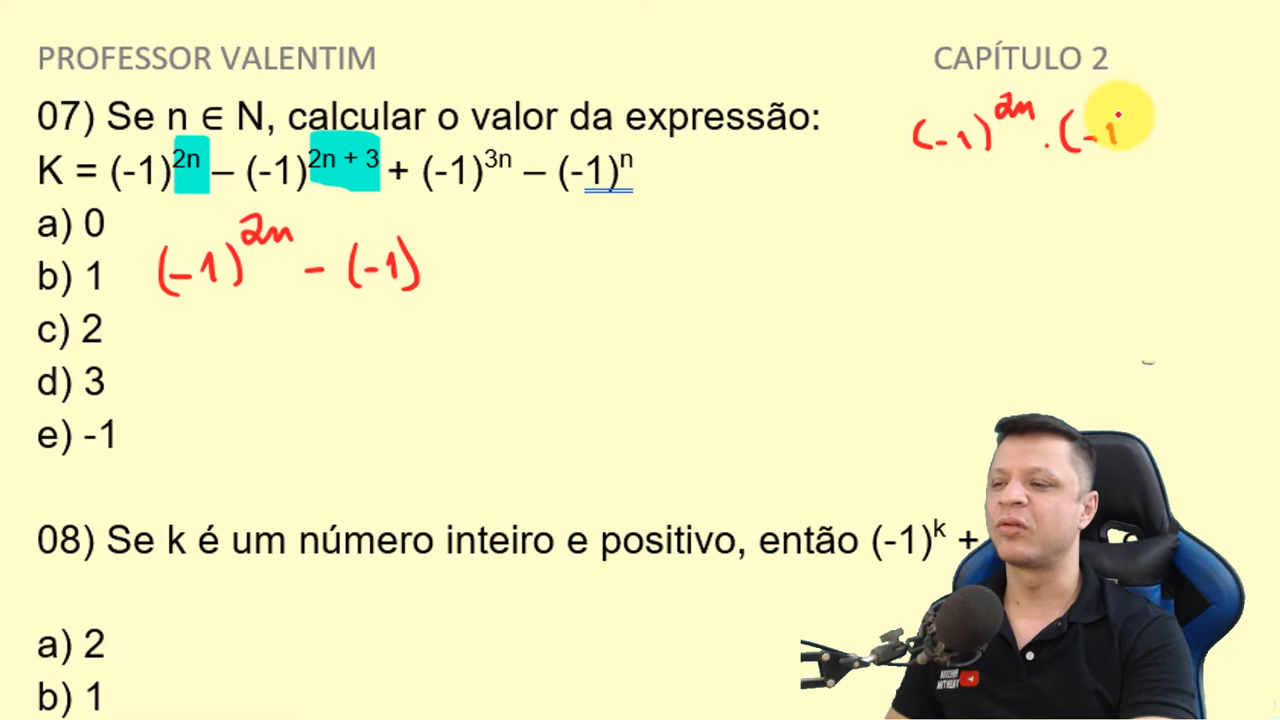 PROFESSOR VALENTIM CAPÍTULO 2
07) Se n ∈ N, calcular o valor da expressão:
(-1)²ⁿ . (-1
K = (-1)²ⁿ – (-1)²ⁿ ⁺ ³ + (-1)³ⁿ – (-1)ⁿ
a) 0
(-1)²ⁿ - (-1)
b) 1
c) 2
d) 3
e) -1
08) Se k é um número inteiro e positivo, então (-1)ᵏ +
a) 2
b) 1